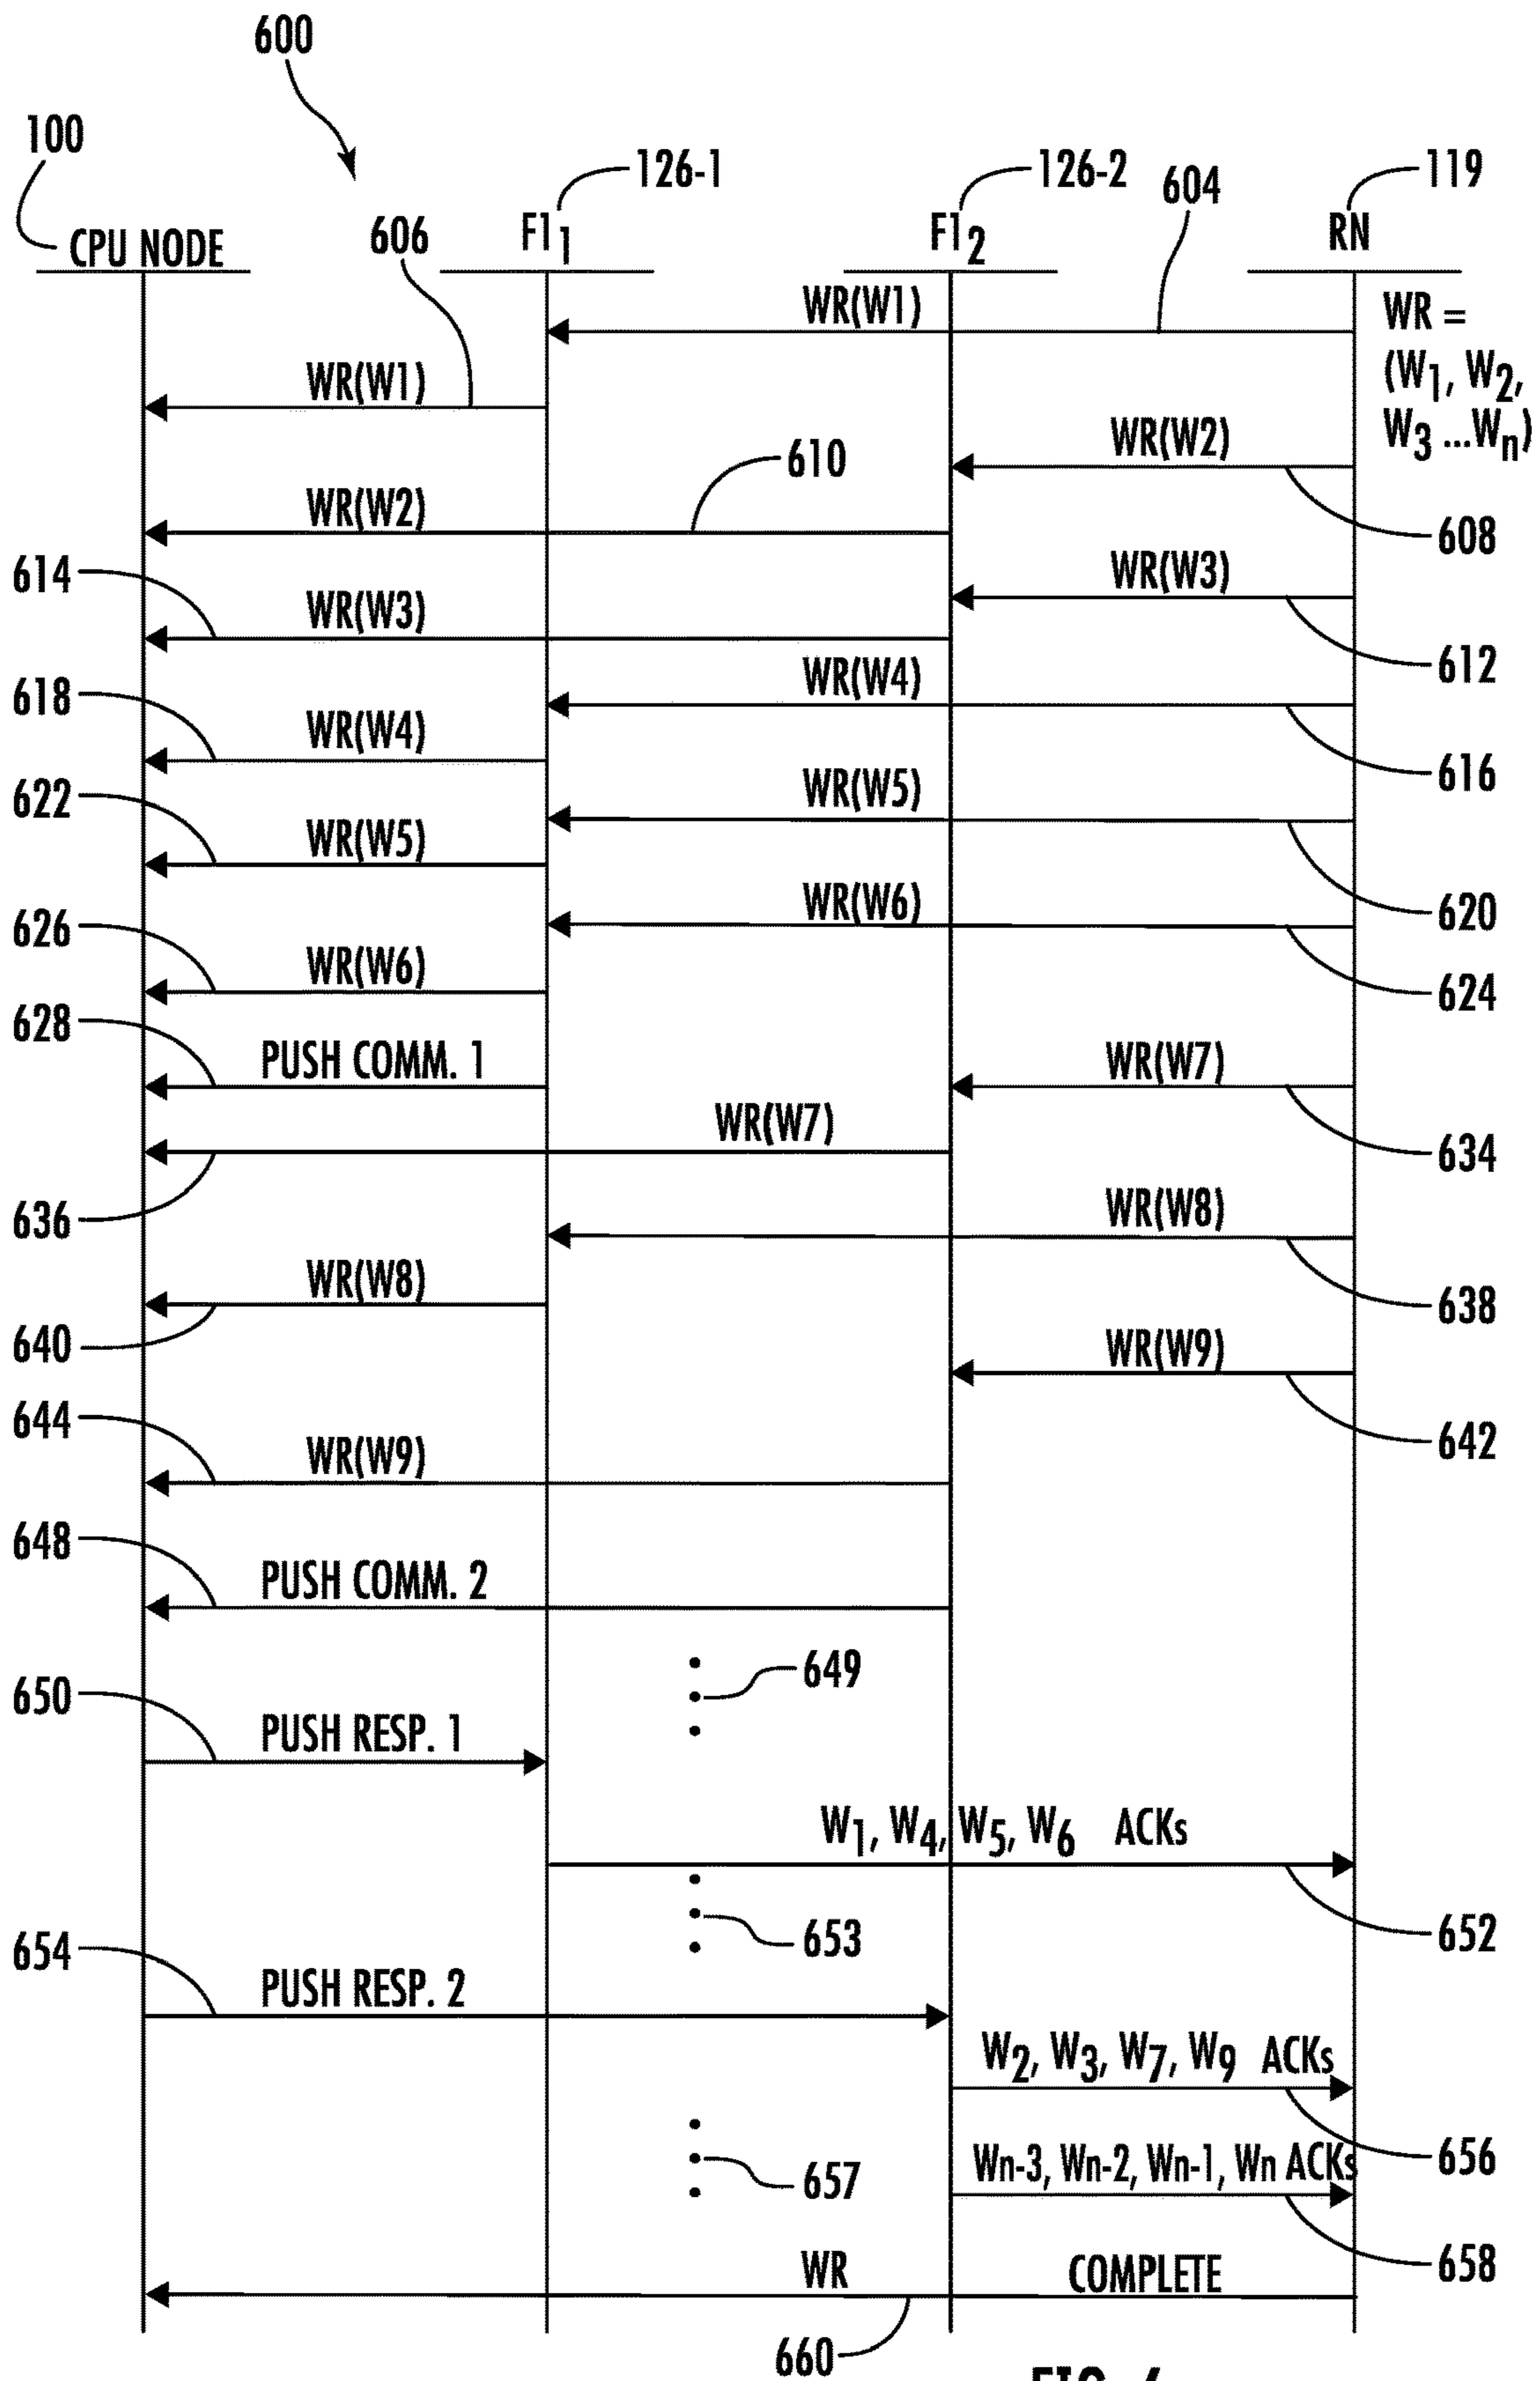 600
100
126-1
126-2
604
119
CPU NODE
606
F1₁
F1₂
RN
WR(W1)
WR =
(W₁, W₂,
W₃ ...Wₙ)
WR(W1)
WR(W2)
610
WR(W2)
608
614
WR(W3)
WR(W3)
612
618
WR(W4)
WR(W4)
616
622
WR(W5)
WR(W5)
620
626
WR(W6)
WR(W6)
624
628
PUSH COMM. 1
WR(W7)
WR(W7)
634
636
WR(W8)
WR(W8)
638
640
WR(W9)
642
644
WR(W9)
648
PUSH COMM. 2
649
650
PUSH RESP. 1
W₁, W₄, W₅, W₆ ACKs
652
653
654
PUSH RESP. 2
W₂, W₃, W₇, W₉ ACKs
656
657
Wn-3, Wn-2, Wn-1, Wn ACKs
658
WR COMPLETE
660